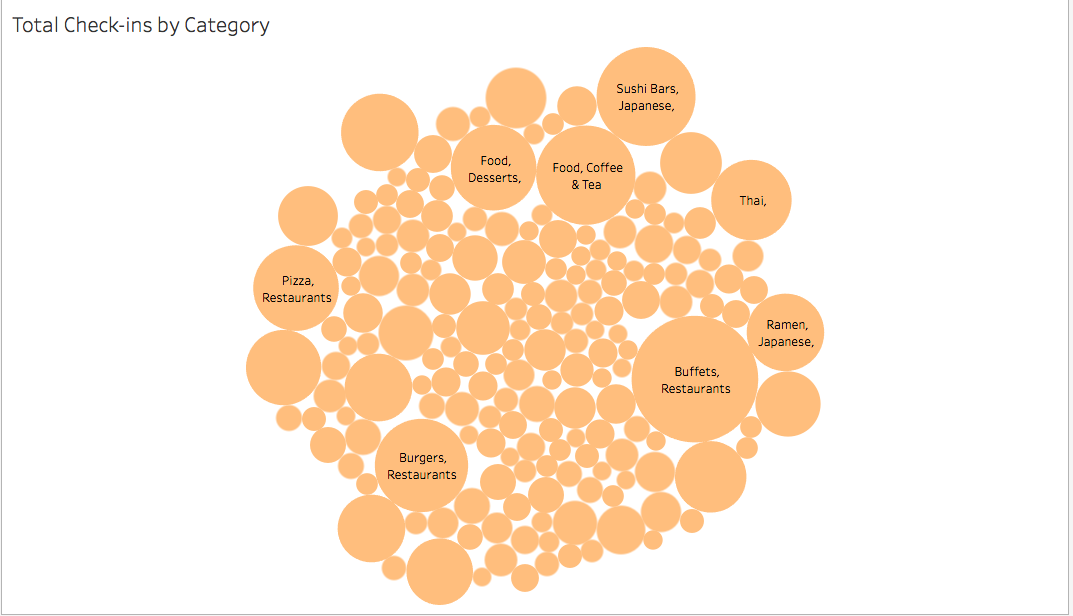 Total Check-ins by Category
Sushi Bars,
Japanese,
Food,
Desserts,
Food, Coffee
& Tea
Thai,
Pizza,
Restaurants
Ramen,
Japanese,
Buffets,
Restaurants
Burgers,
Restaurants